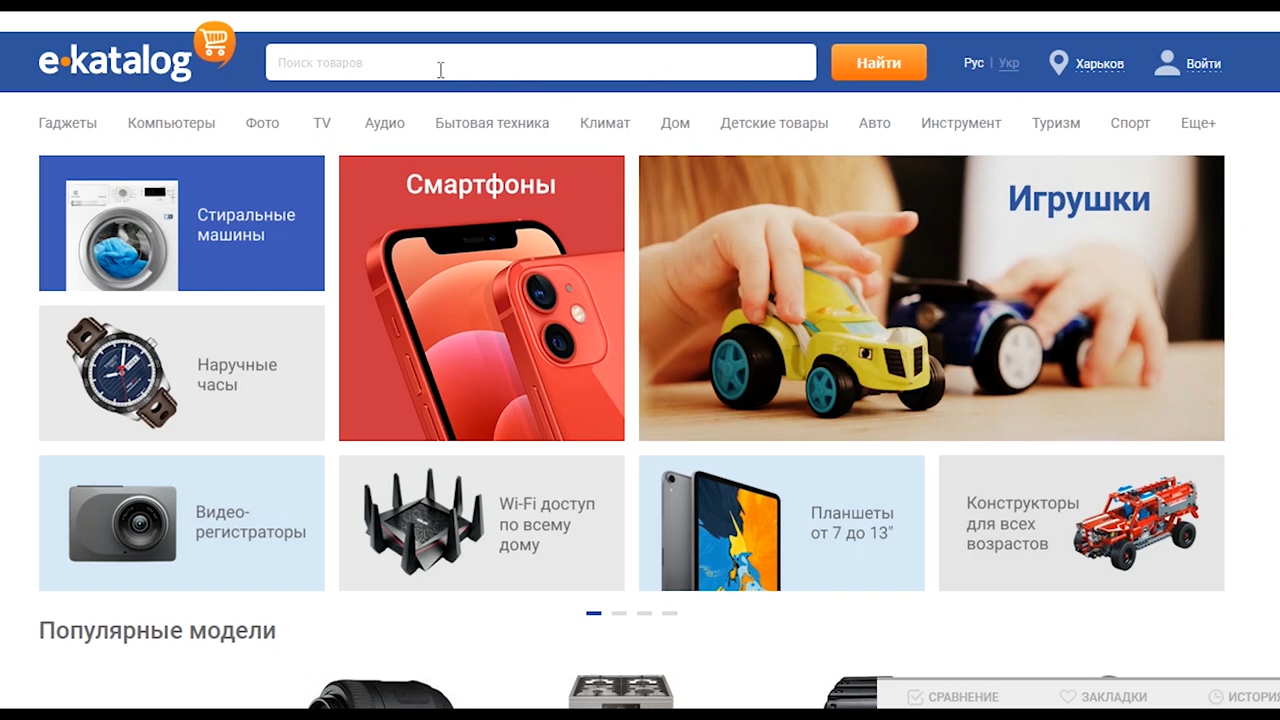 e•katalog
Поиск товаров
Найти
Рус | Укр
Харьков
Войти
Гаджеты Компьютеры Фото TV Аудио Бытовая техника Климат Дом Детские товары Авто Инструмент Туризм Спорт Еще+
Стиральные
машины
Смартфоны
Игрушки
Наручные
часы
Видео-
регистраторы
Wi-Fi доступ
по всему
дому
Планшеты
от 7 до 13"
Конструкторы
для всех
возрастов
Популярные модели
СРАВНЕНИЕ
ЗАКЛАДКИ
ИСТОРИЯ